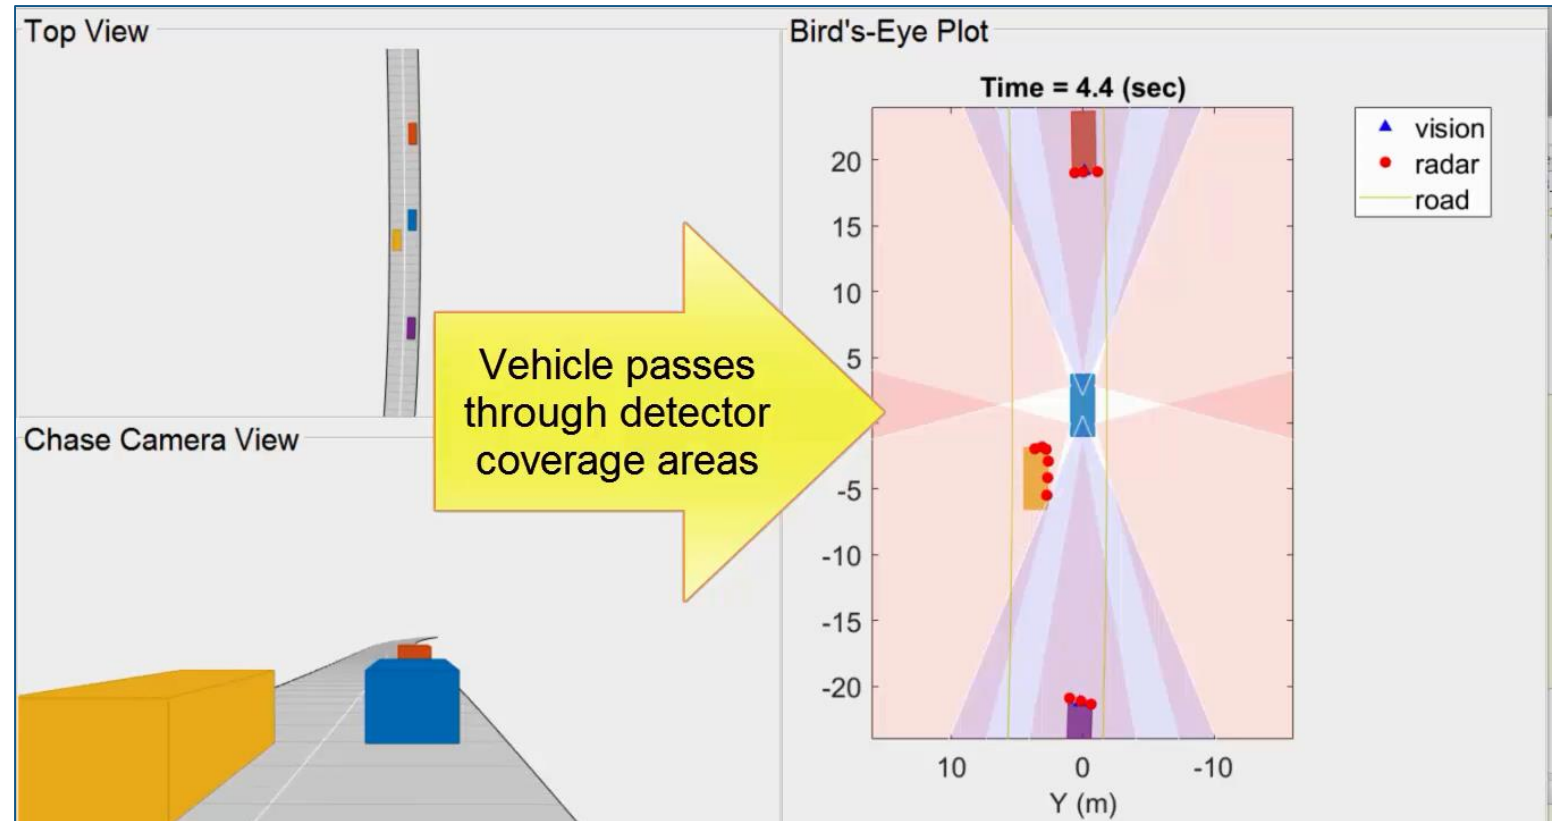 Top View
Chase Camera View
Vehicle passes
through detector
coverage areas
Bird's-Eye Plot
Time = 4.4 (sec)
20
15
10
5
-5
-10
-15
-20
10
0
-10
Y (m)
vision
radar
road